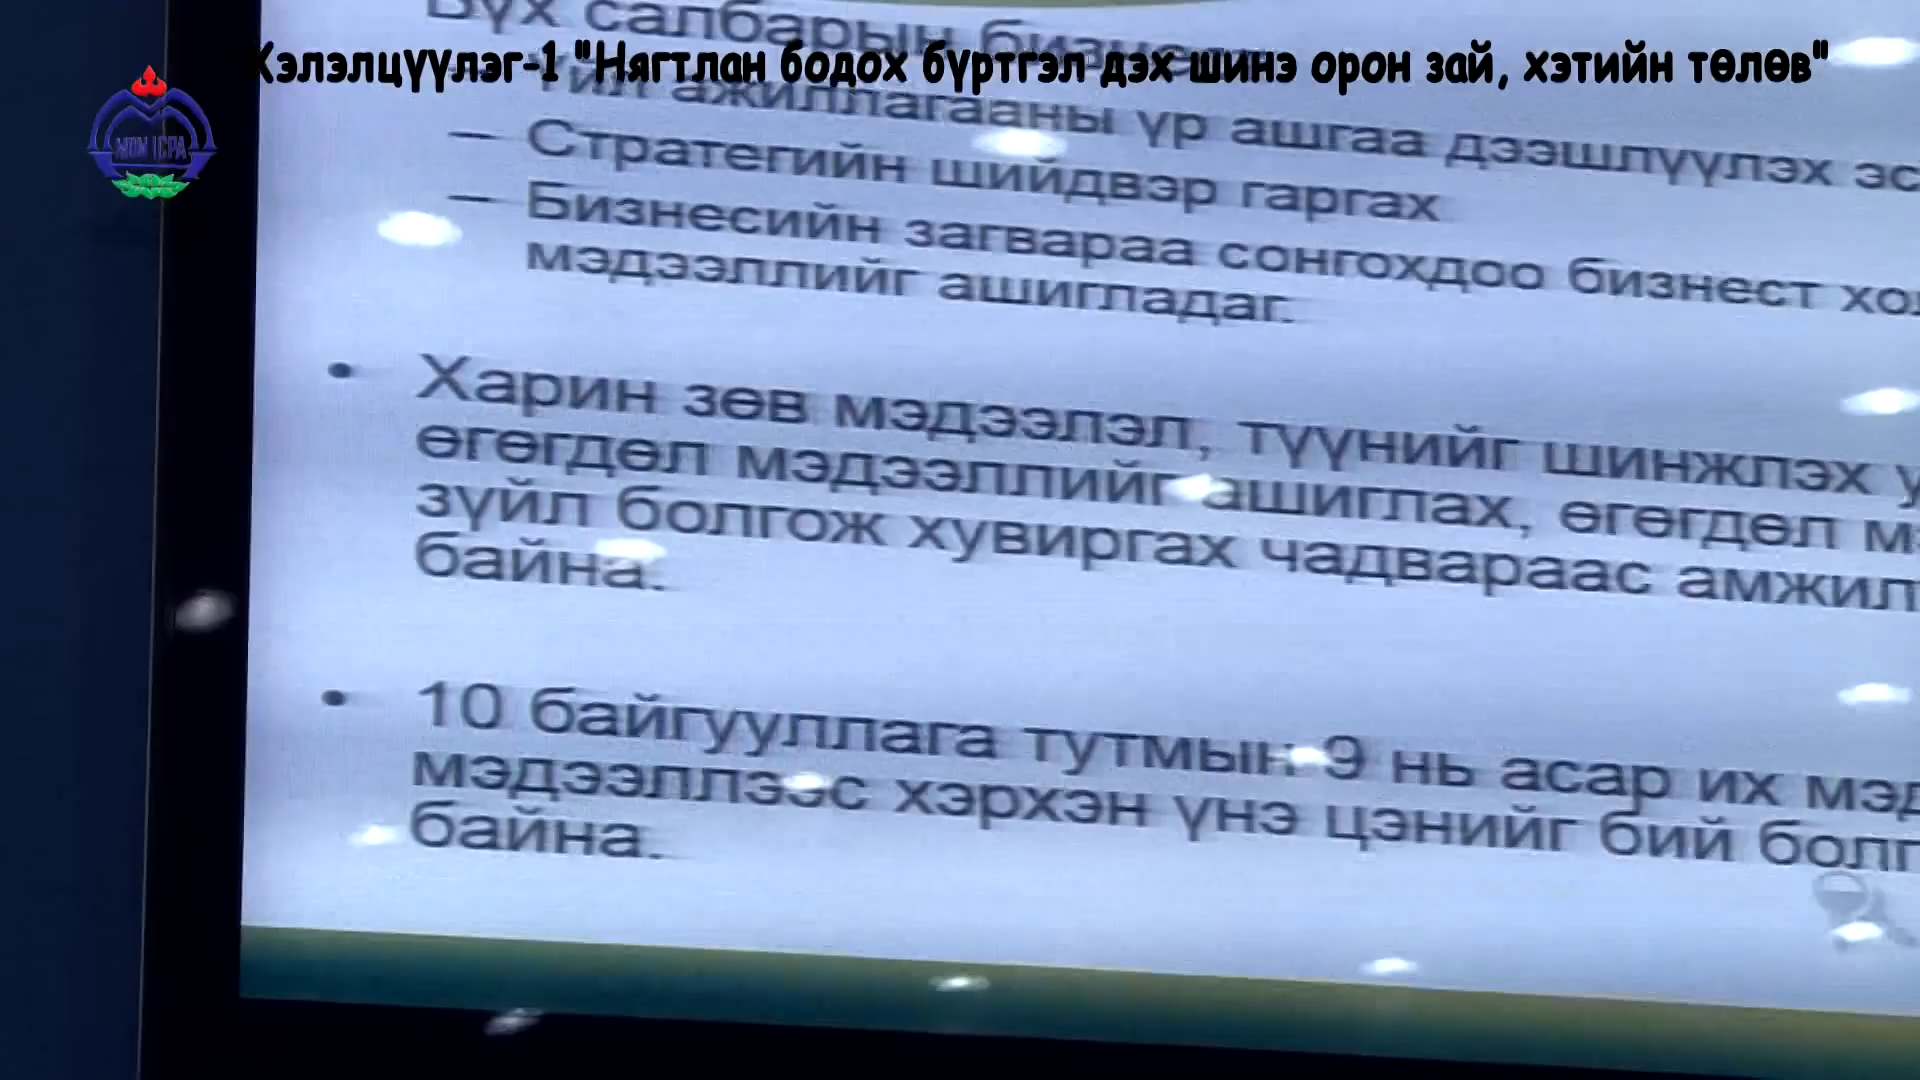 Хэлэлцүүлэг-1 "Нягтлан бодох бүртгэл дэх шинэ орон зай, хэтийн төлөв"
MON ICPA
Бүх салбарын
ажиллагааны үр ашгаа дээшлүүлэх
– Стратегийн шийдвэр гаргах
– Бизнесийн загвараа сонгохдоо бизнест
мэдээллийг ашигладаг.
• Харин зөв мэдээлэл, түүнийг шинжлэх
өгөгдөл мэдээллийг ашиглах, өгөгдөл
зүйл болгож хувиргах чадвараас
байна.
• 10 байгууллага тутмын 9 нь асар их
мэдээллээс хэрхэн үнэ цэнийг бий
байна.